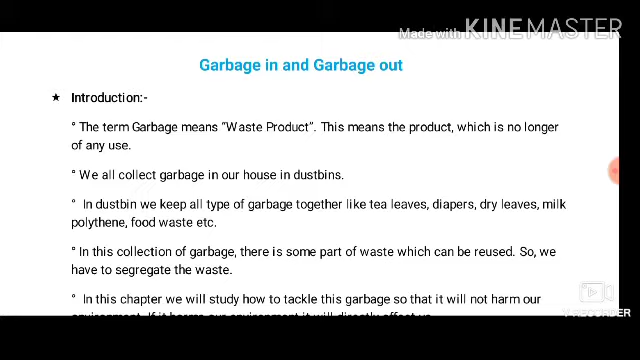 Made with KINEMASTER
Garbage in and Garbage out
★ Introduction:-
° The term Garbage means “Waste Product”. This means the product, which is no longer
of any use.
° We all collect garbage in our house in dustbins.
° In dustbin we keep all type of garbage together like tea leaves, diapers, dry leaves, milk
polythene, food waste etc.
° In this collection of garbage, there is some part of waste which can be reused. So, we
have to segregate the waste.
° In this chapter we will study how to tackle this garbage so that it will not harm our
environment. If it harms our environment it will directly effect us
RECORDER